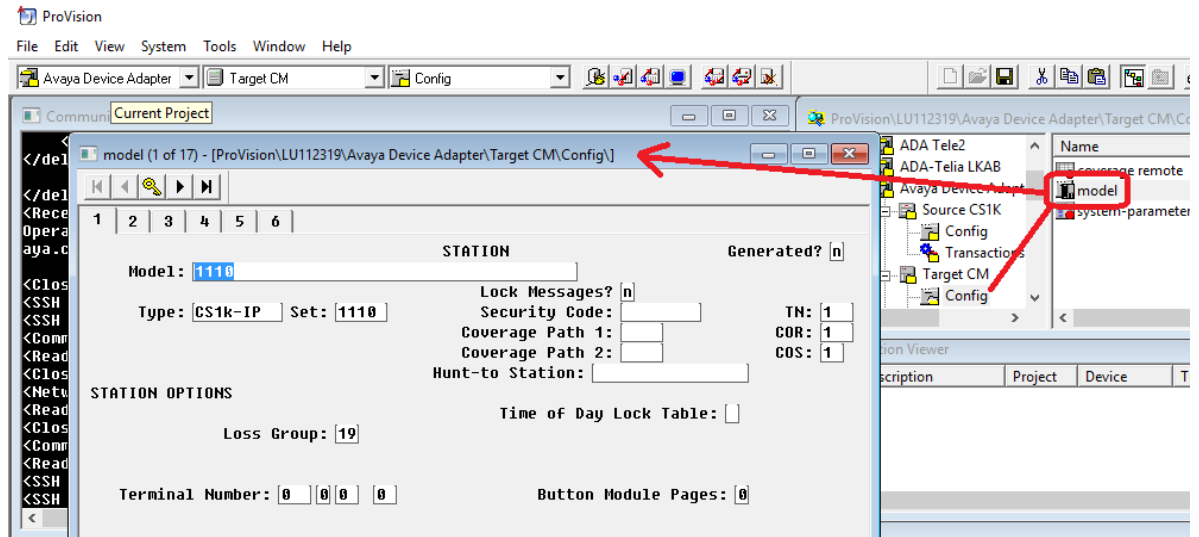 ProVision
File Edit View System Tools Window Help
Avaya Device Adapter Target CM Config
Communi Current Project
ProVision\LU112319\Avaya Device Adapter\Target CM\Co
</del
</del
<Rece
Opera
aya.c
<Clos
<SSH
<SSH
<Comm
<Read
<Clos
<Netw
<Read
<Clos
<Comm
<Read
<SSH
<SSH
model (1 of 17) - [ProVision\LU112319\Avaya Device Adapter\Target CM\Config\]
1 2 3 4 5 6
STATION Generated? n
Model: 1110
Lock Messages? n
Type: CS1k-IP Set: 1110 Security Code: TN: 1
Coverage Path 1: COR: 1
Coverage Path 2: COS: 1
Hunt-to Station:
STATION OPTIONS
Time of Day Lock Table:
Loss Group: 19
Terminal Number: 0 0 0 0 Button Module Pages: 0
ADA Tele2
ADA-Telia LKAB
Avaya Device Adapt
Source CS1K
Config
Transactions
Target CM
Config
Name
coverage remote
model
system-parameter
tion Viewer
scription Project Device T